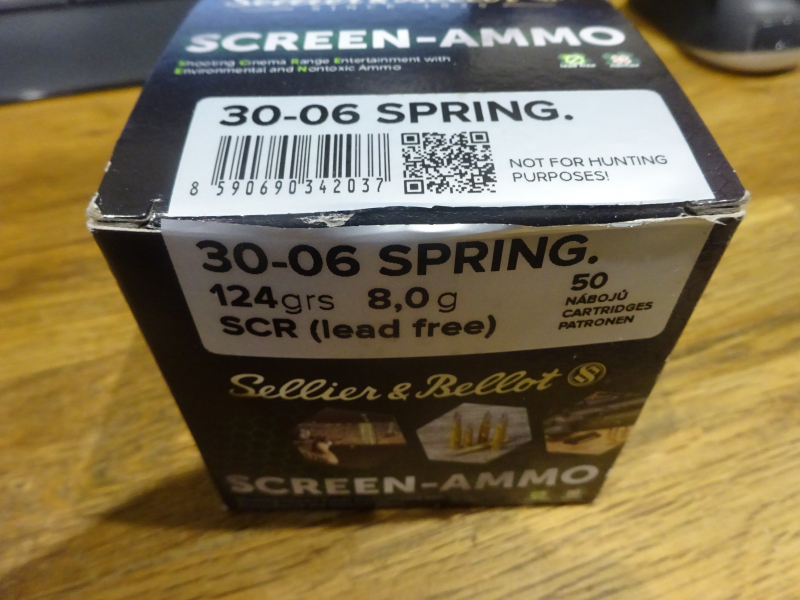 SCREEN-AMMO
Shooting Cinema Range Entertainment with
Environmental and Nontoxic Ammo
30-06 SPRING.
8 590690 342037
NOT FOR HUNTING
PURPOSES!
30-06 SPRING.
124grs 8,0 g
SCR (lead free)
50
NÁBOJŮ
CARTRIDGES
PATRONEN
Sellier & Bellot
SCREEN-AMMO